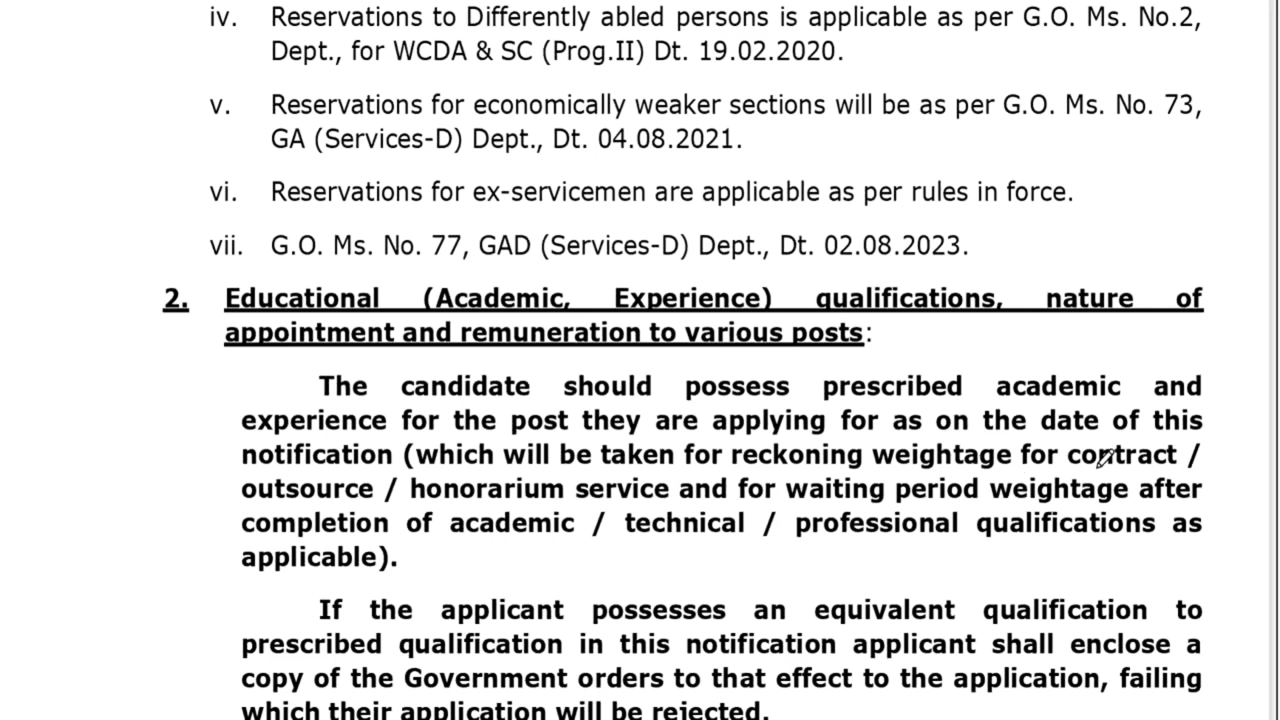 iv. Reservations to Differently abled persons is applicable as per G.O. Ms. No.2,
Dept., for WCDA & SC (Prog.II) Dt. 19.02.2020.
v. Reservations for economically weaker sections will be as per G.O. Ms. No. 73,
GA (Services-D) Dept., Dt. 04.08.2021.
vi. Reservations for ex-servicemen are applicable as per rules in force.
vii. G.O. Ms. No. 77, GAD (Services-D) Dept., Dt. 02.08.2023.
2. Educational (Academic, Experience) qualifications, nature of
appointment and remuneration to various posts:
The candidate should possess prescribed academic and
experience for the post they are applying for as on the date of this
notification (which will be taken for reckoning weightage for contract /
outsource / honorarium service and for waiting period weightage after
completion of academic / technical / professional qualifications as
applicable).
If the applicant possesses an equivalent qualification to
prescribed qualification in this notification applicant shall enclose a
copy of the Government orders to that effect to the application, failing
which their application will be rejected.